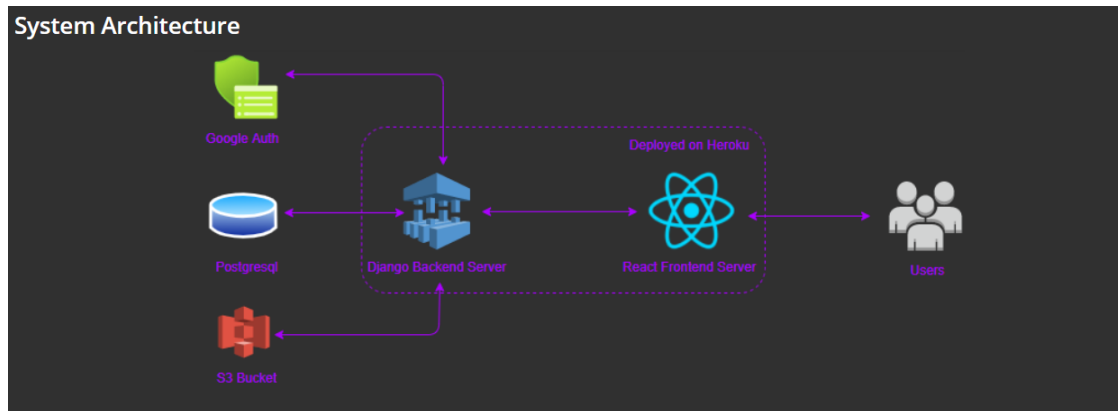 System Architecture
Google Auth
Deployed on Heroku
Postgresql
Django Backend Server
React Frontend Server
Users
S3 Bucket